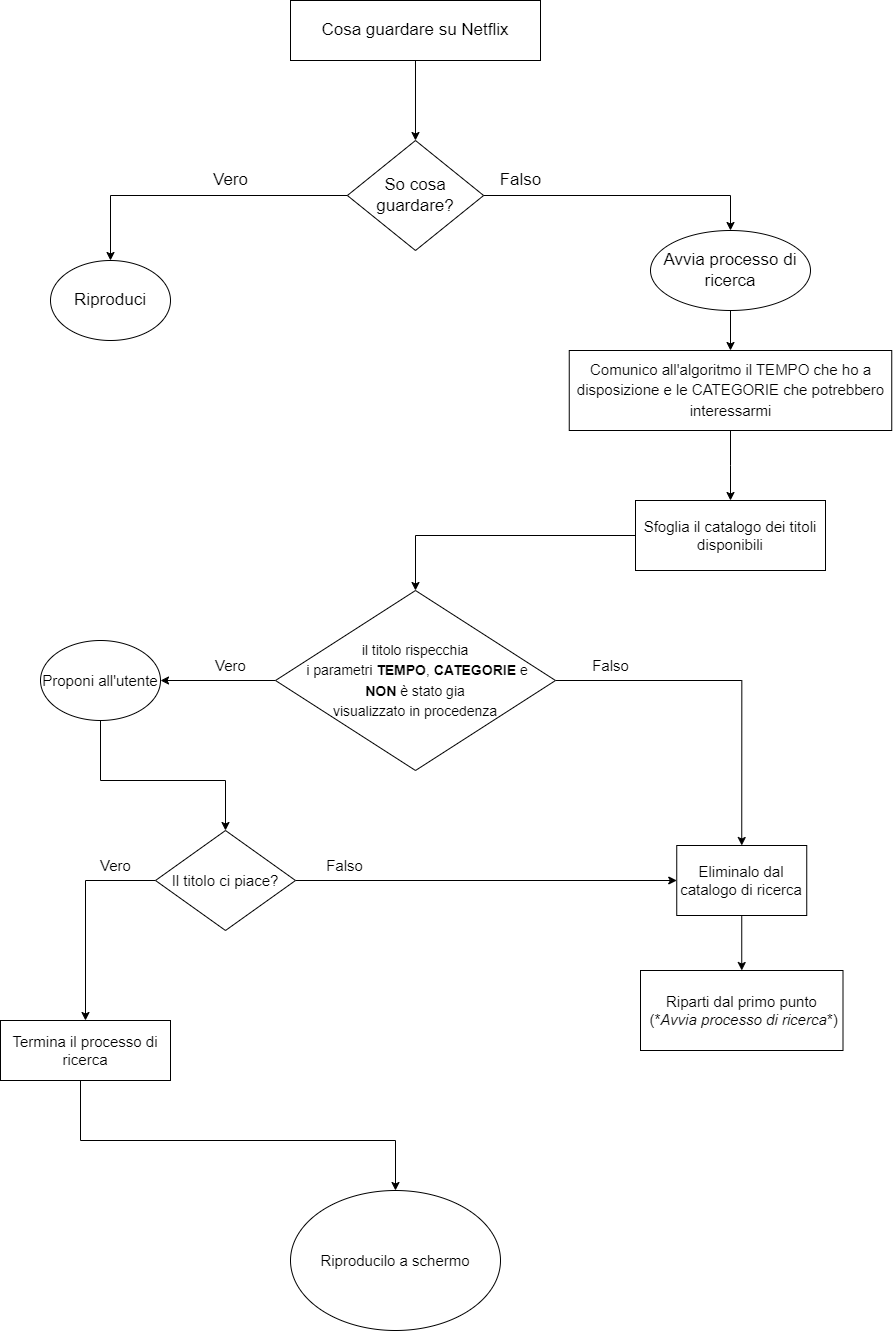 Cosa guardare su Netflix
So cosa
guardare?
Vero
Falso
Riproduci
Avvia processo di
ricerca
Comunico all'algoritmo il TEMPO che ho a
disposizione e le CATEGORIE che potrebbero
interessarmi
Sfoglia il catalogo dei titoli
disponibili
il titolo rispecchia
i parametri TEMPO, CATEGORIE e
NON è stato gia
visualizzato in procedenza
Vero
Falso
Proponi all'utente
Il titolo ci piace?
Vero
Falso
Eliminalo dal
catalogo di ricerca
Riparti dal primo punto
(*Avvia processo di ricerca*)
Termina il processo di
ricerca
Riproducilo a schermo